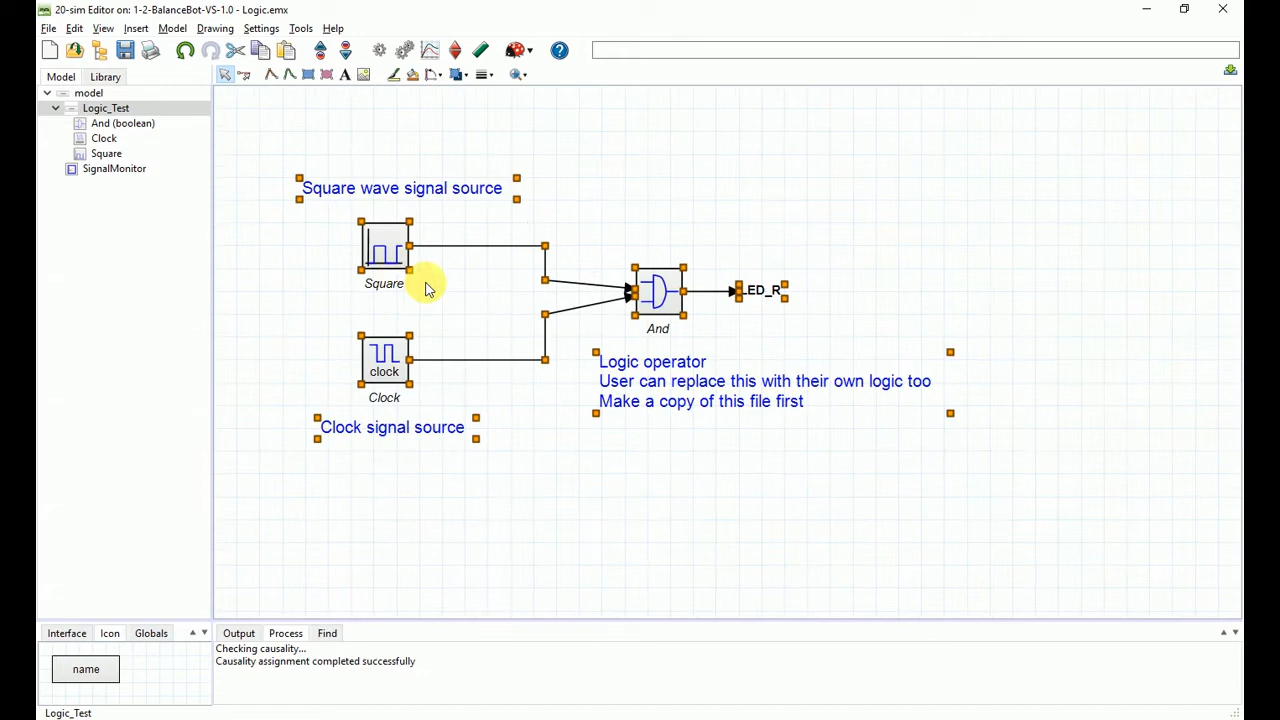 20-sim Editor on: 1-2-BalanceBot-VS-1.0 - Logic.emx
File Edit View Insert Model Drawing Settings Tools Help
Model Library
model
Logic_Test
And (boolean)
Clock
Square
SignalMonitor
Square wave signal source
Square
clock
Clock
Clock signal source
And
LED_R
Logic operator
User can replace this with their own logic too
Make a copy of this file first
Interface Icon Globals
name
Output Process Find
Checking causality...
Causality assignment completed successfully
Logic_Test